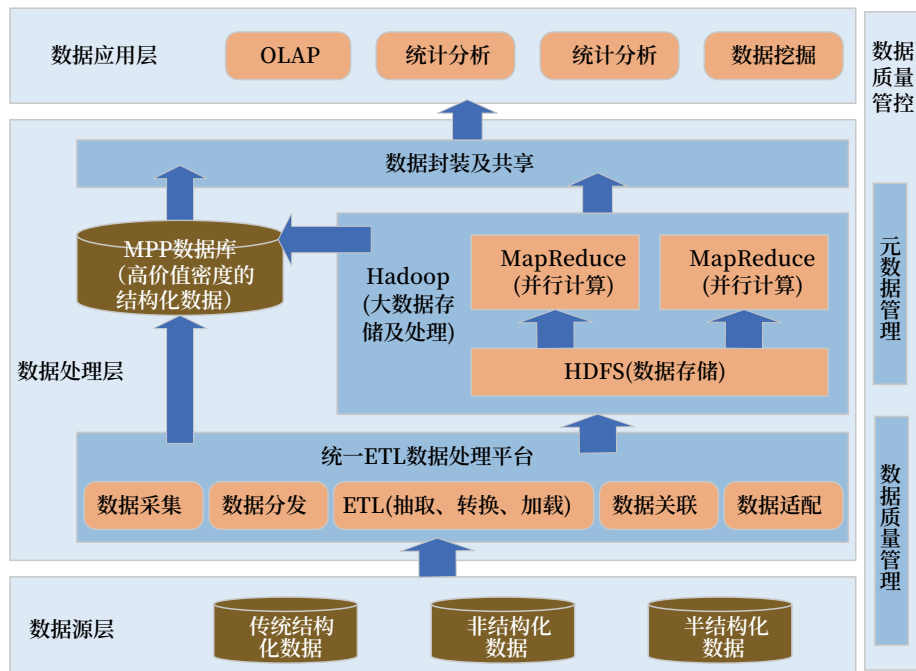 数据应用层
OLAP
统计分析
统计分析
数据挖掘
数据封装及共享
MPP数据库
（高价值密度的
结构化数据）
Hadoop
(大数据存
储及处理)
MapReduce
(并行计算)
MapReduce
(并行计算)
HDFS(数据存储)
数据处理层
统一ETL数据处理平台
数据采集
数据分发
ETL(抽取、转换、加载)
数据关联
数据适配
数据源层
传统结构
化数据
非结构化
数据
半结构化
数据
数据
质量
管控
元数据管理
数据质量管理